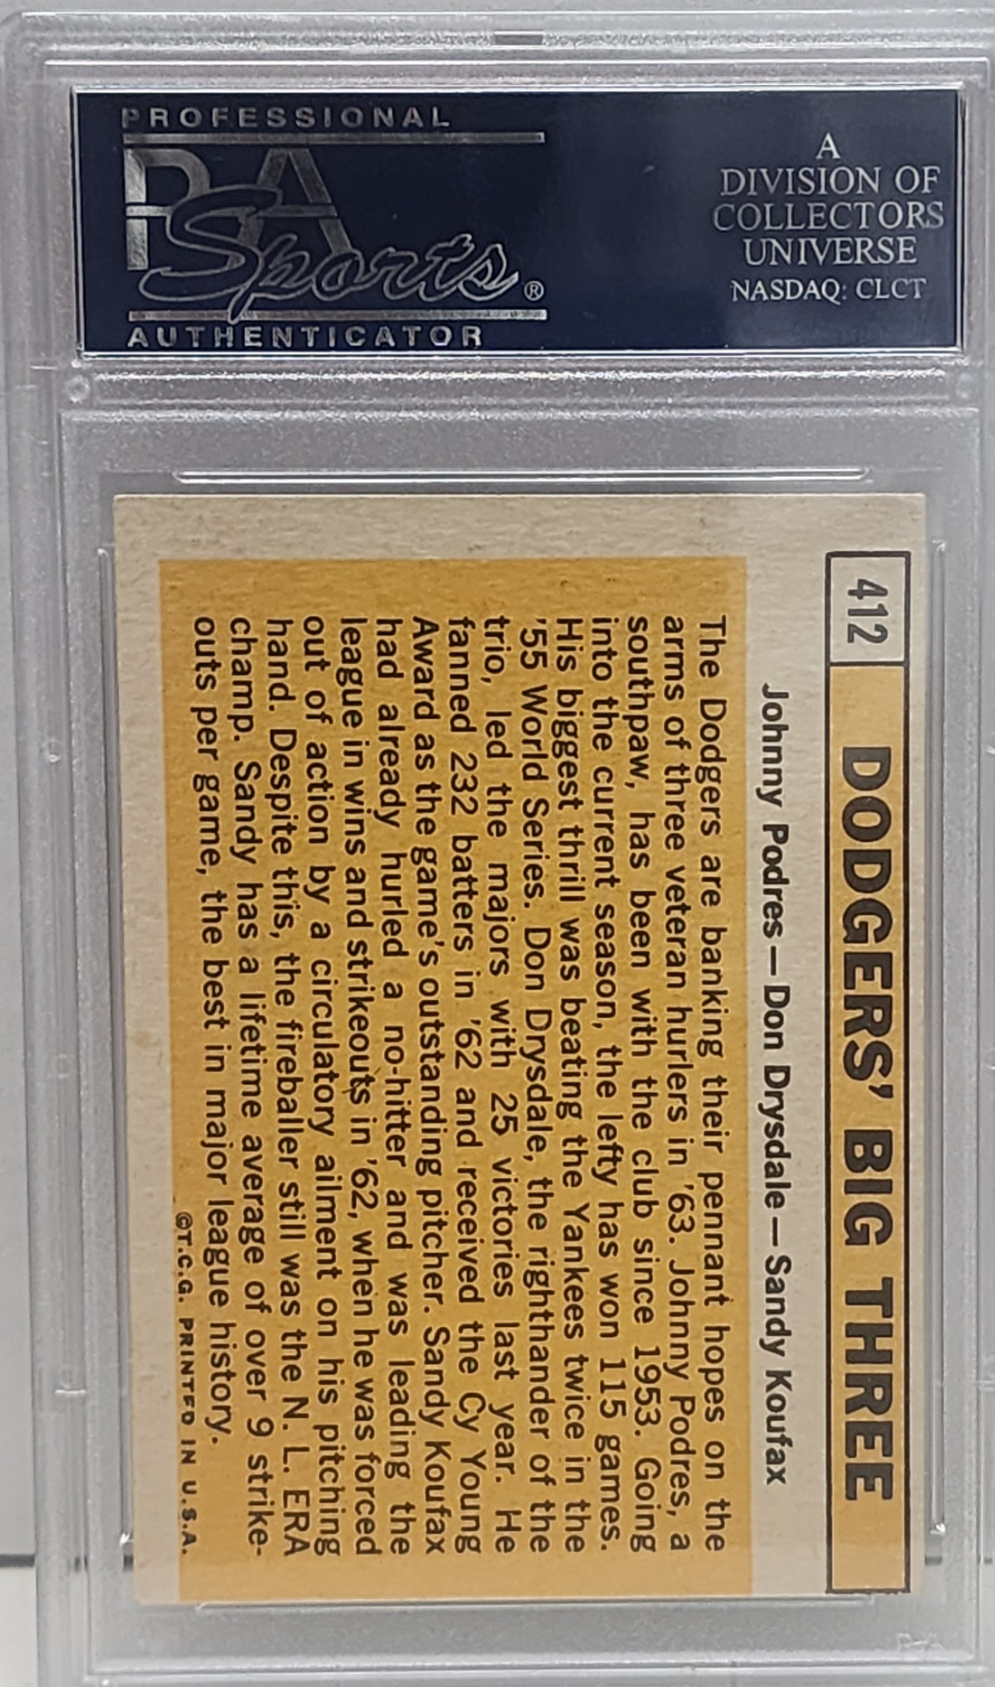 PROFESSIONAL
PSA
Sports®
AUTHENTICATOR
A
DIVISION OF
COLLECTORS
UNIVERSE
NASDAQ: CLCT
412
DODGERS' BIG THREE
Johnny Podres — Don Drysdale — Sandy Koufax
The Dodgers are banking their pennant hopes on the
arms of three veteran hurlers in '63. Johnny Podres, a
southpaw, has been with the club since 1953. Going
into the current season, the lefty has won 115 games.
His biggest thrill was beating the Yankees twice in the
'55 World Series. Don Drysdale, the righthander of the
trio, led the majors with 25 victories last year. He
fanned 232 batters in '62 and received the Cy Young
Award as the game's outstanding pitcher. Sandy Koufax
had already hurled a no-hitter and was leading the
league in wins and strikeouts in '62, when he was forced
out of action by a circulatory ailment on his pitching
hand. Despite this, the fireballer still was the N. L. ERA
champ. Sandy has a lifetime average of over 9 strike-
outs per game, the best in major league history.
©T.C.G. PRINTED IN U.S.A.